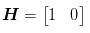 H = [1 0]